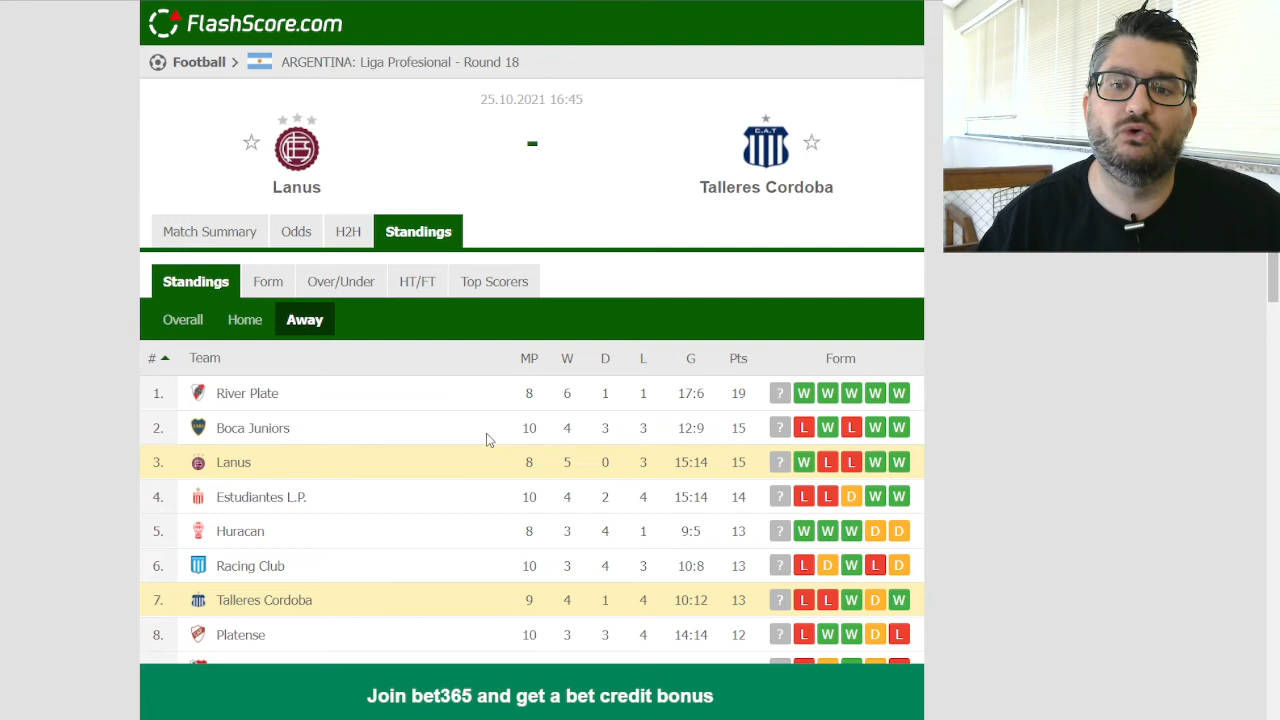 FlashScore.com
Football > ARGENTINA: Liga Profesional - Round 18
25.10.2021 16:45
C.A.T
-
Lanus
Talleres Cordoba
Match Summary Odds H2H Standings
Standings Form Over/Under HT/FT Top Scorers
Overall Home Away
# Team MP W D L G Pts Form
1. River Plate 8 6 1 1 17:6 19 ? W W W W W
2. Boca Juniors 10 4 3 3 12:9 15 ? L W L W W
3. Lanus 8 5 0 3 15:14 15 ? W L L W W
4. Estudiantes L.P. 10 4 2 4 15:14 14 ? L L D W W
5. Huracan 8 3 4 1 9:5 13 ? W W W D D
6. Racing Club 10 3 4 3 10:8 13 ? L D W L D
7. Talleres Cordoba 9 4 1 4 10:12 13 ? L L W D W
8. Platense 10 3 3 4 14:14 12 ? L W W D L
Join bet365 and get a bet credit bonus